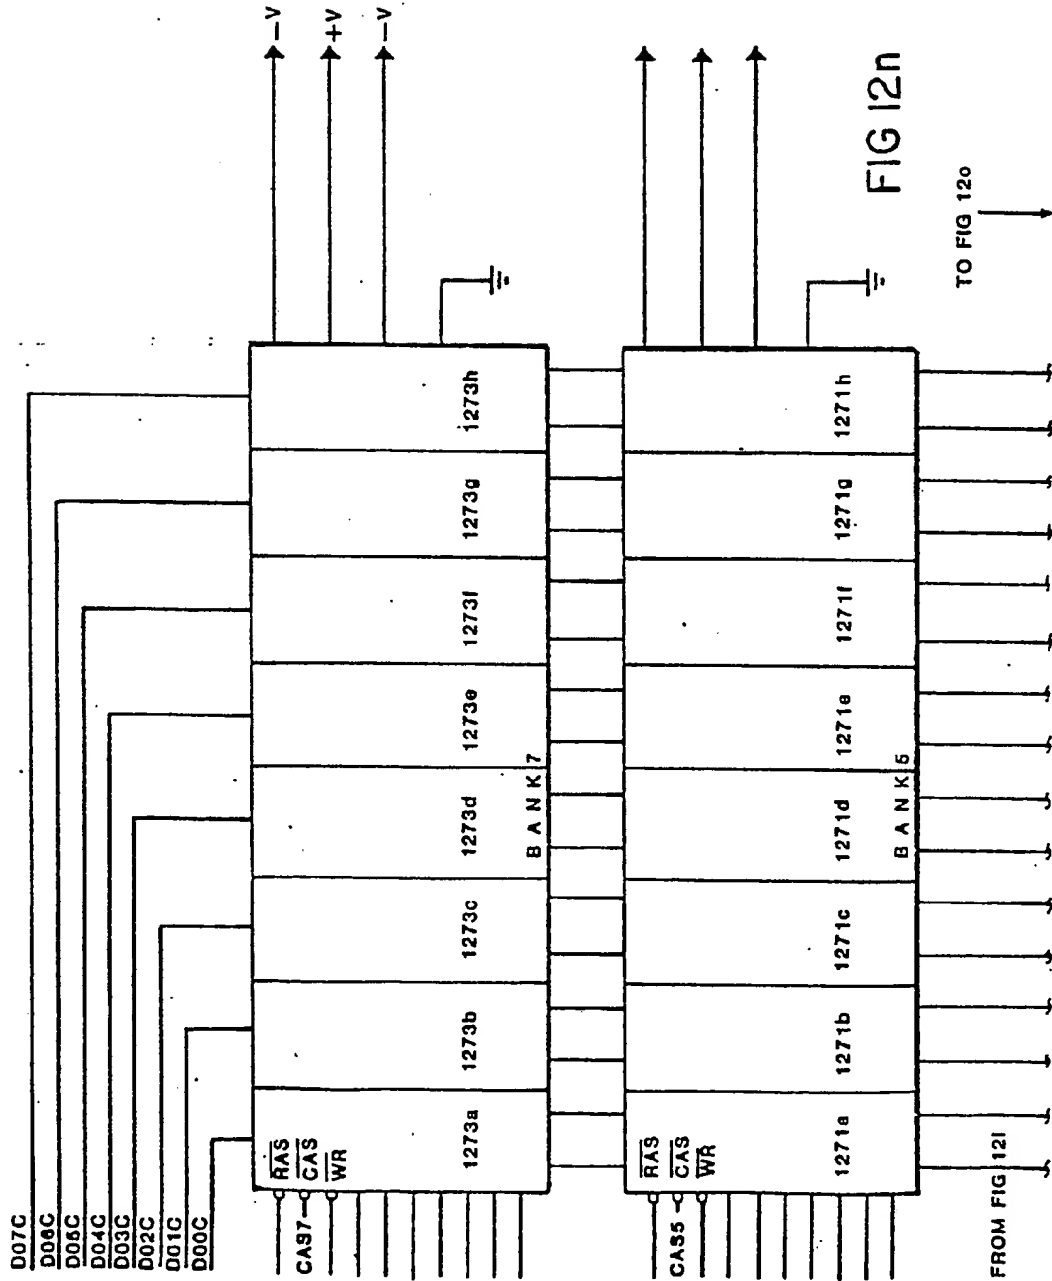 D07C
D06C
D05C
D04C
D03C
D02C
D01C
D00C
RAS
CAS7
CAS
WR
1273a
1273b
1273c
1273d
1273e
1273f
1273g
1273h
BANK 7
-V
+V
-V
RAS
CAS5
CAS
WR
1271a
1271b
1271c
1271d
1271e
1271f
1271g
1271h
BANK 5
FROM FIG 12l
TO FIG 12o
FIG 12n